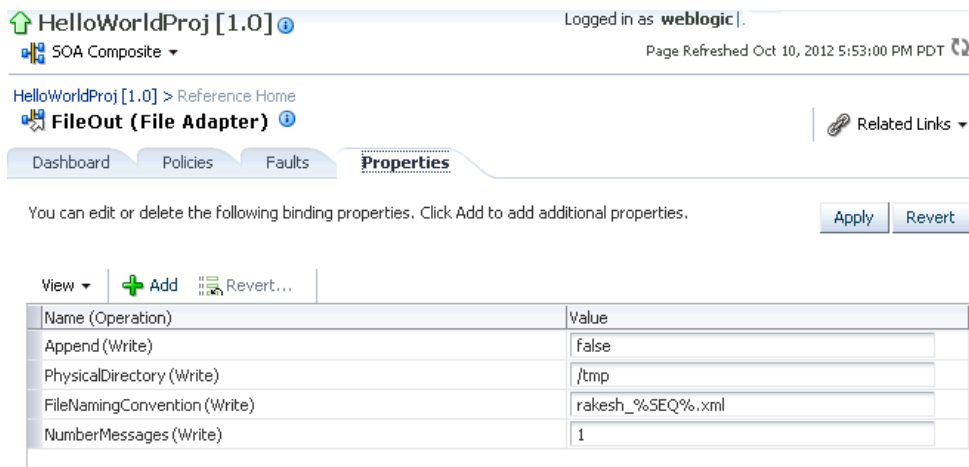 HelloWorldProj [1.0]
Logged in as weblogic|.
SOA Composite
Page Refreshed Oct 10, 2012 5:53:00 PM PDT
HelloWorldProj [1.0] > Reference Home
FileOut (File Adapter)
Related Links
Dashboard Policies Faults Properties
You can edit or delete the following binding properties. Click Add to add additional properties.
Apply Revert
View Add Revert...
Name (Operation) Value
Append (Write) false
PhysicalDirectory (Write) /tmp
FileNamingConvention (Write) rakesh_%SEQ%.xml
NumberMessages (Write) 1